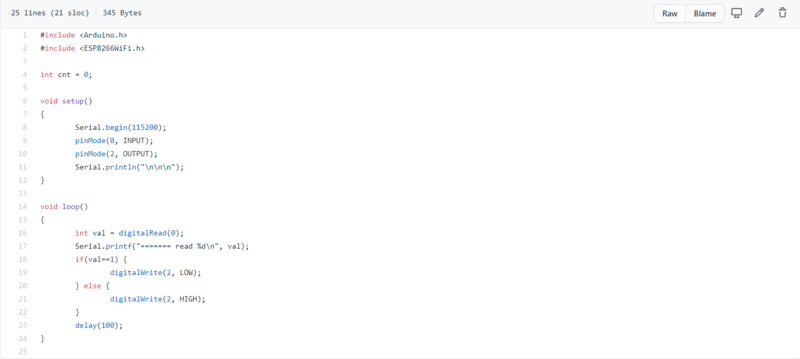 25 lines (21 sloc) 345 Bytes Raw Blame
1 #include <Arduino.h>
2 #include <ESP8266WiFi.h>
3
4 int cnt = 0;
5
6 void setup()
7 {
8 Serial.begin(115200);
9 pinMode(0, INPUT);
10 pinMode(2, OUTPUT);
11 Serial.println("\n\n\n");
12 }
13
14 void loop()
15 {
16 int val = digitalRead(0);
17 Serial.printf("======= read %d\n", val);
18 if(val==1) {
19 digitalWrite(2, LOW);
20 } else {
21 digitalWrite(2, HIGH);
22 }
23 delay(100);
24 }
25